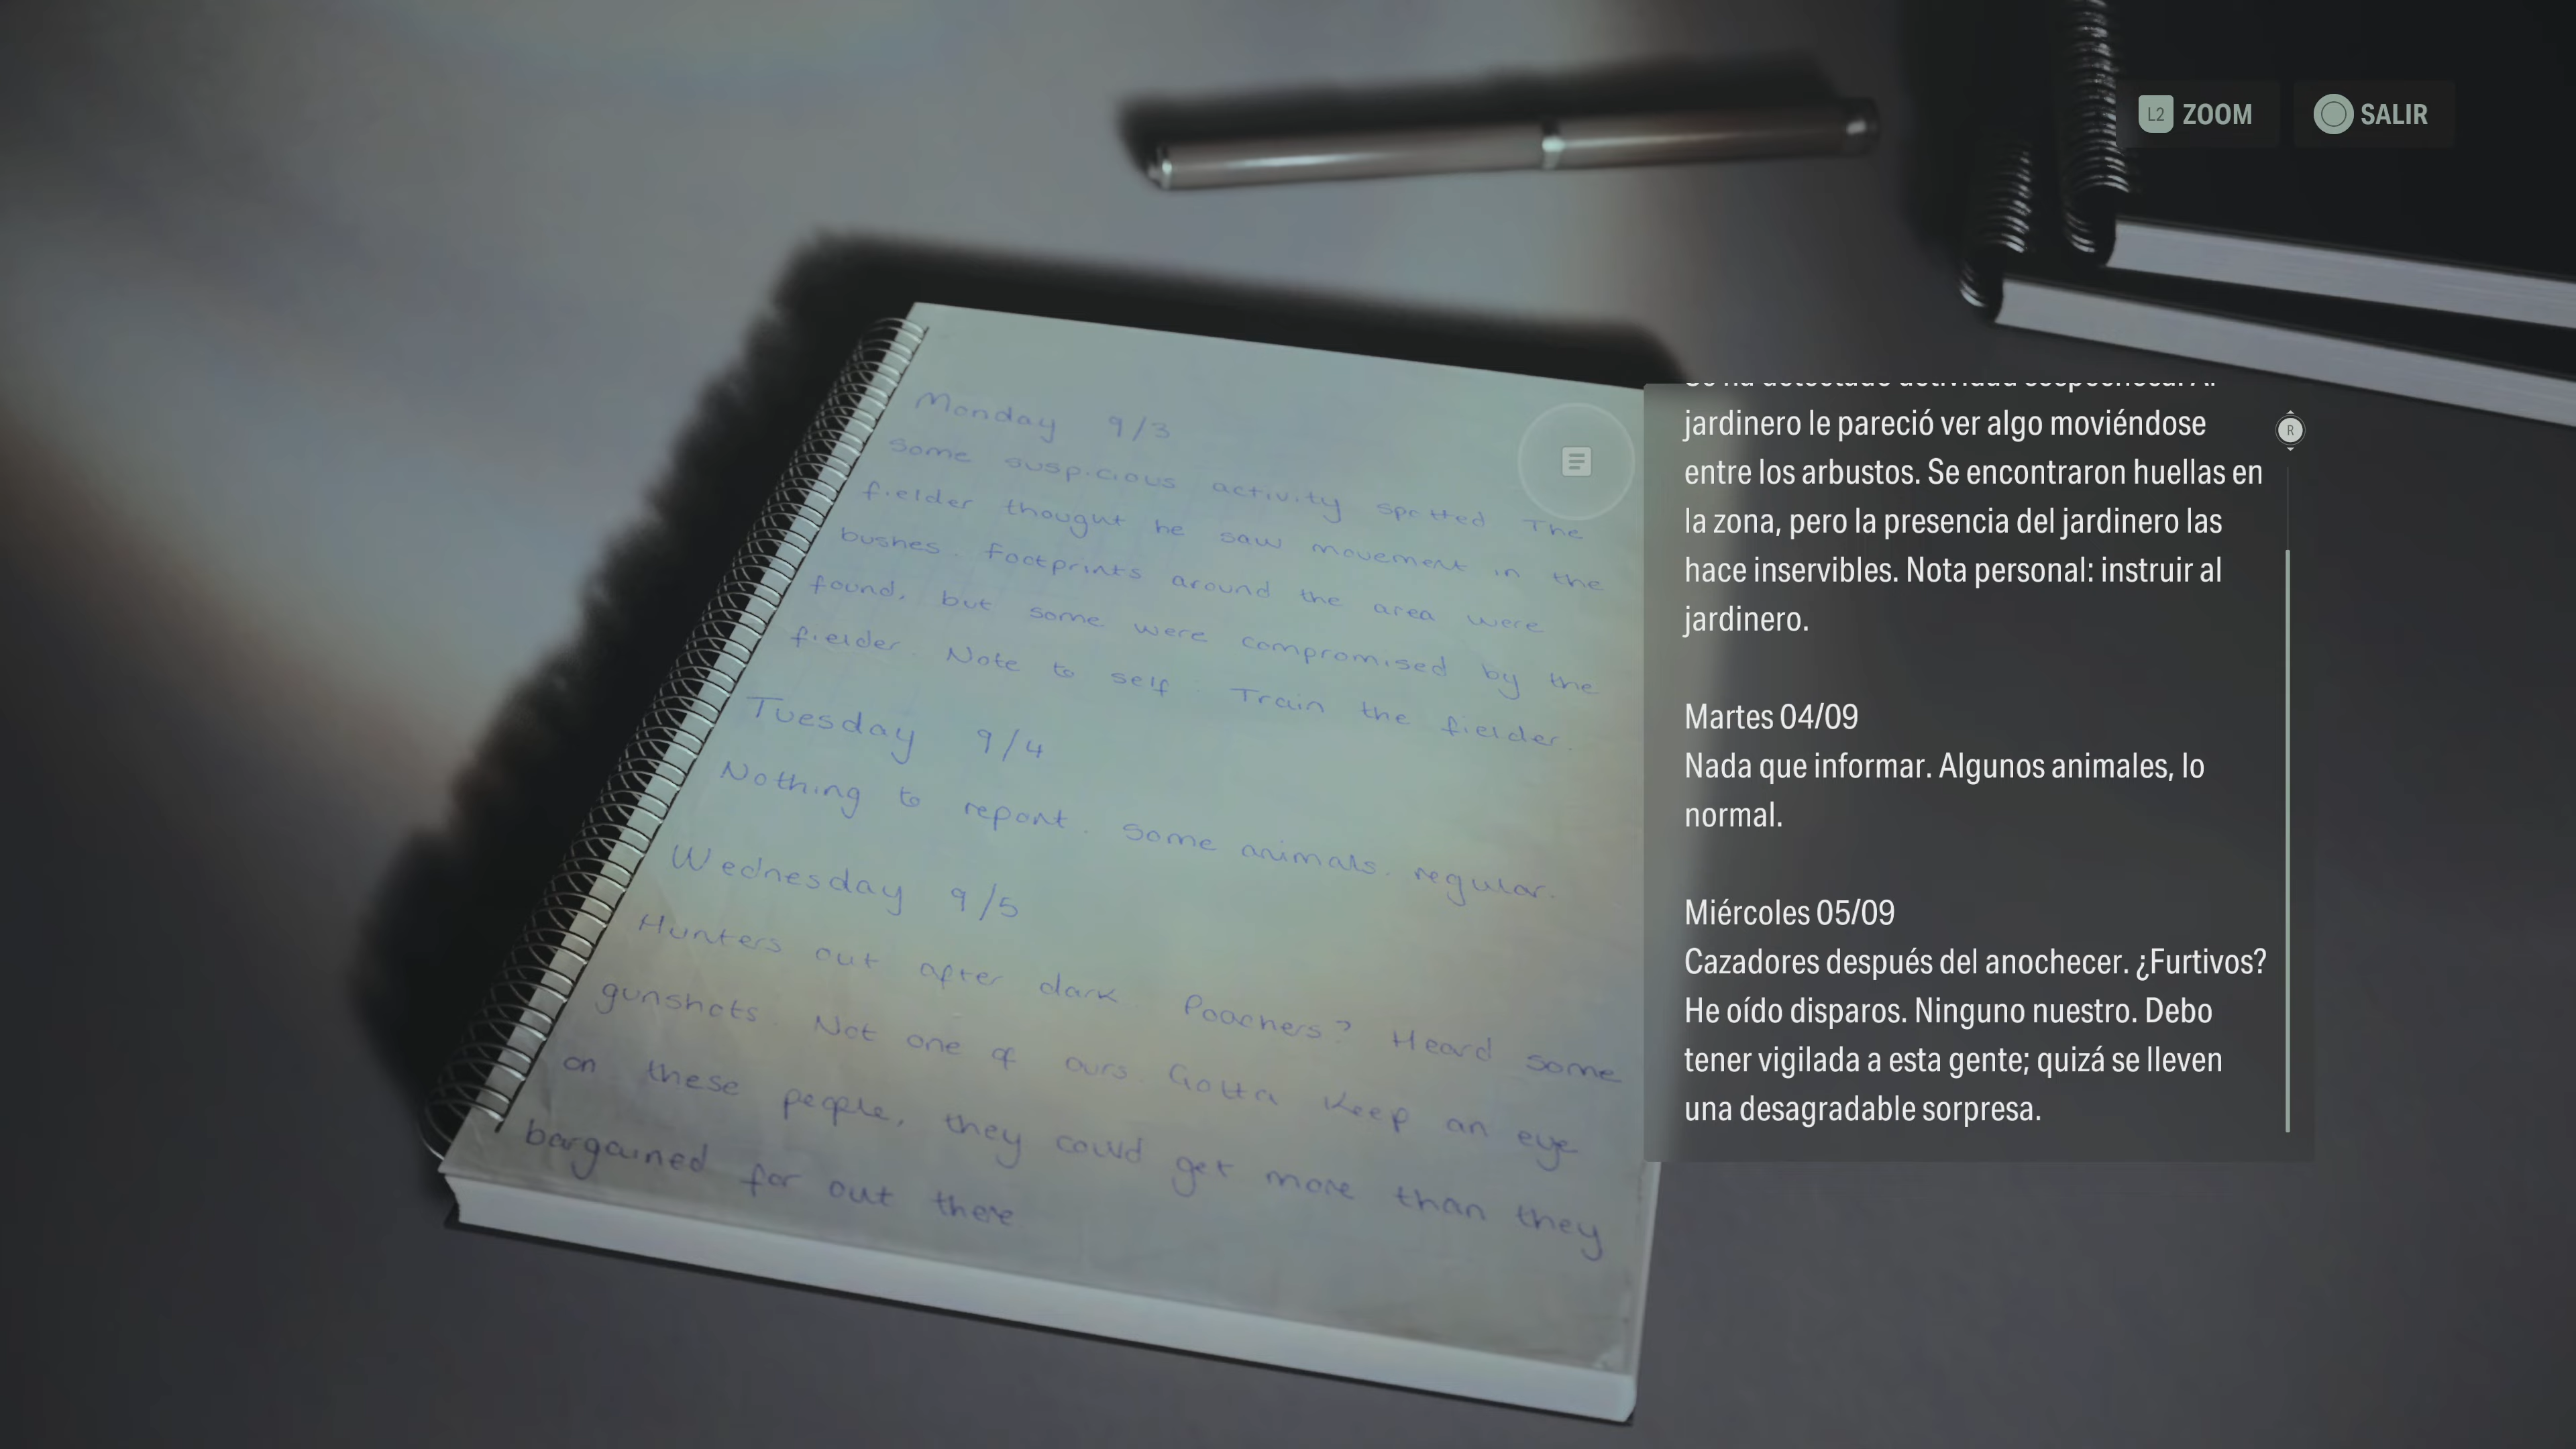 L2 ZOOM
SALIR
Monday 9/3
Some suspicious activity spotted The
fielder thought he saw movement in the
bushes. Footprints around the area were
found, but some were compromised by the
fielder. Note to self: Train the fielder.
Tuesday 9/4
Nothing to report. Some animals. regular.
Wednesday 9/5
Hunters out after dark. Poachers? Heard some
gunshots. Not one of ours. Gotta keep an eye
on these people, they could get more than they
bargained for out there
Se ha detectado actividad sospechosa. Al
jardinero le pareció ver algo moviéndose
entre los arbustos. Se encontraron huellas en
la zona, pero la presencia del jardinero las
hace inservibles. Nota personal: instruir al
jardinero.
Martes 04/09
Nada que informar. Algunos animales, lo
normal.
Miércoles 05/09
Cazadores después del anochecer. ¿Furtivos?
He oído disparos. Ninguno nuestro. Debo
tener vigilada a esta gente; quizá se lleven
una desagradable sorpresa.
R